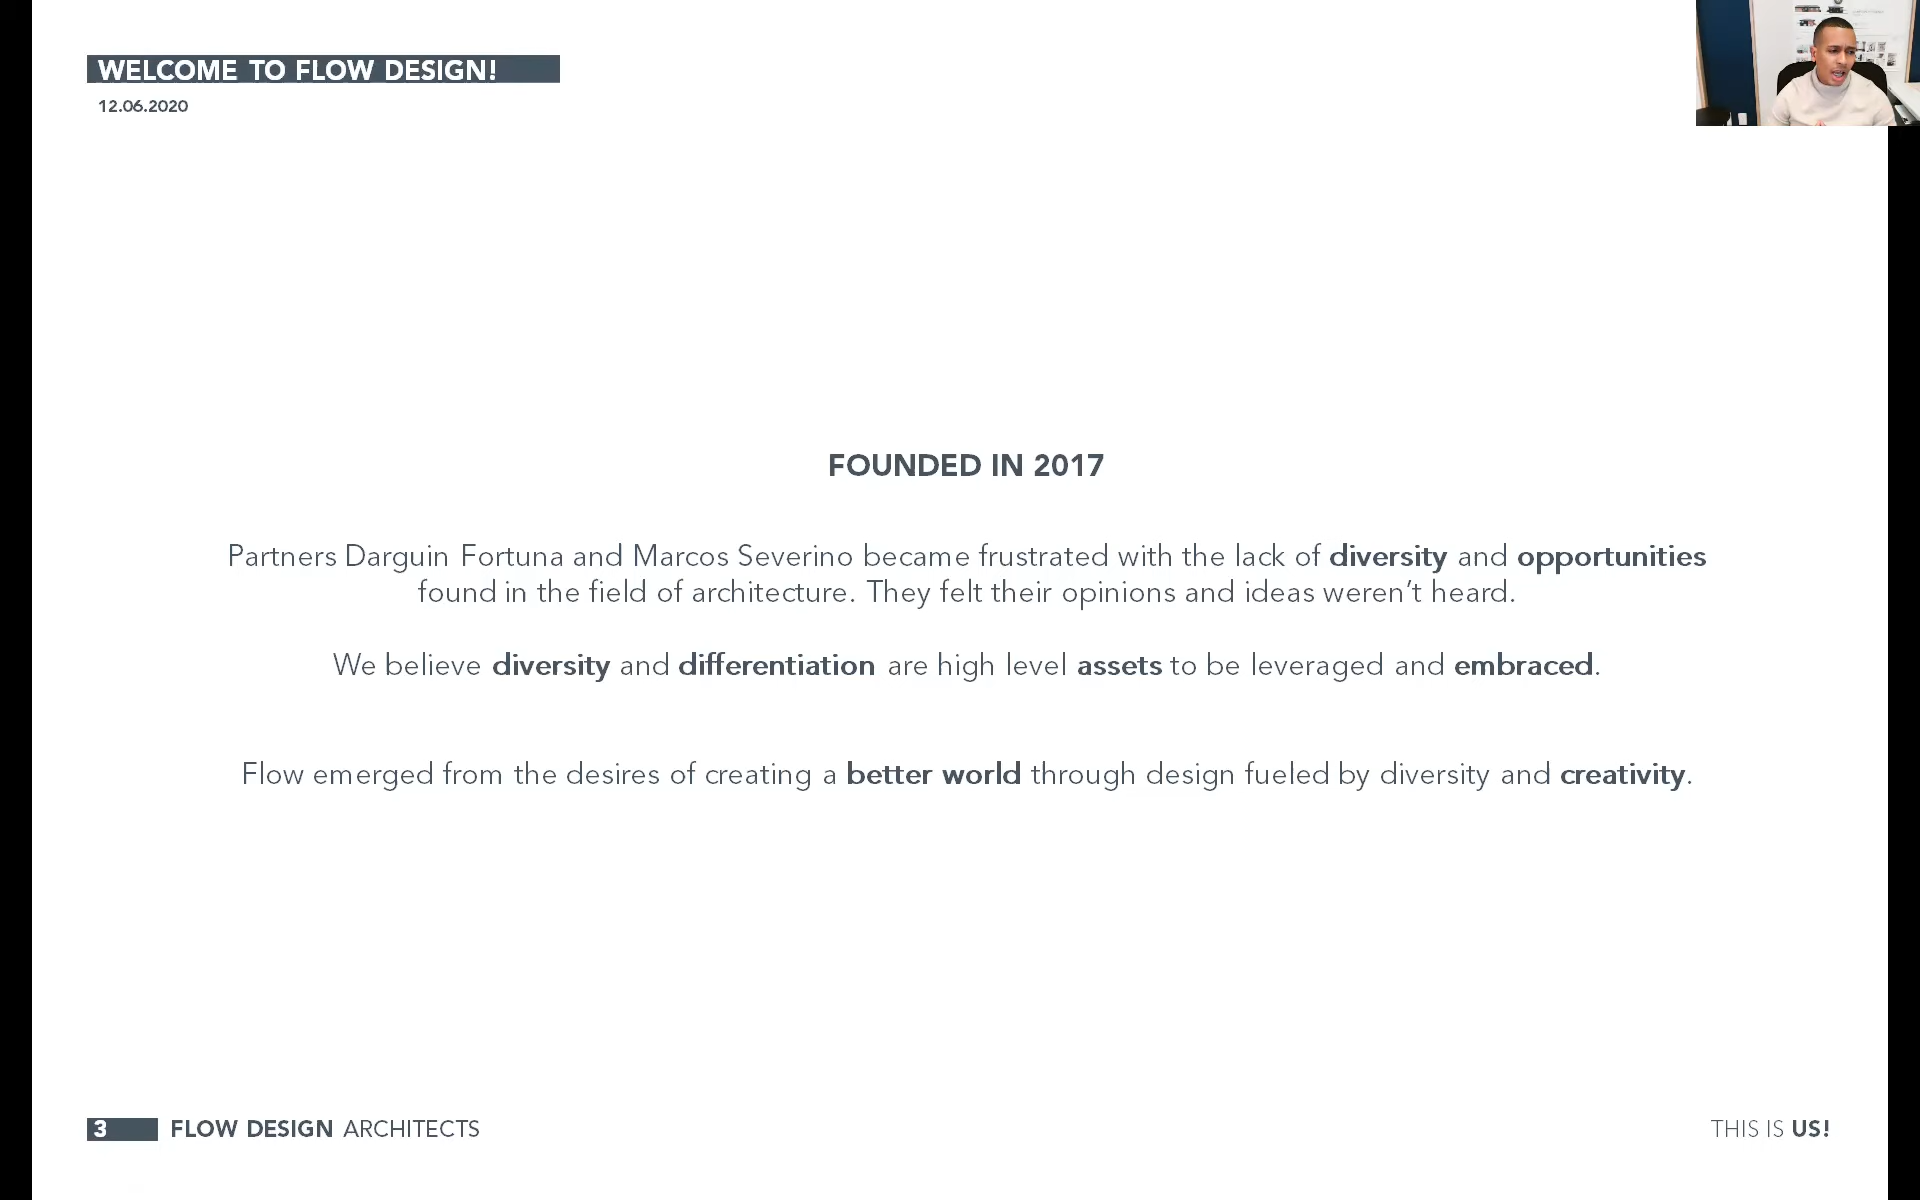 WELCOME TO FLOW DESIGN!
12.06.2020
FOUNDED IN 2017
Partners Darguin Fortuna and Marcos Severino became frustrated with the lack of diversity and opportunities
found in the field of architecture. They felt their opinions and ideas weren't heard.
We believe diversity and differentiation are high level assets to be leveraged and embraced.
Flow emerged from the desires of creating a better world through design fueled by diversity and creativity.
3 FLOW DESIGN ARCHITECTS
THIS IS US!